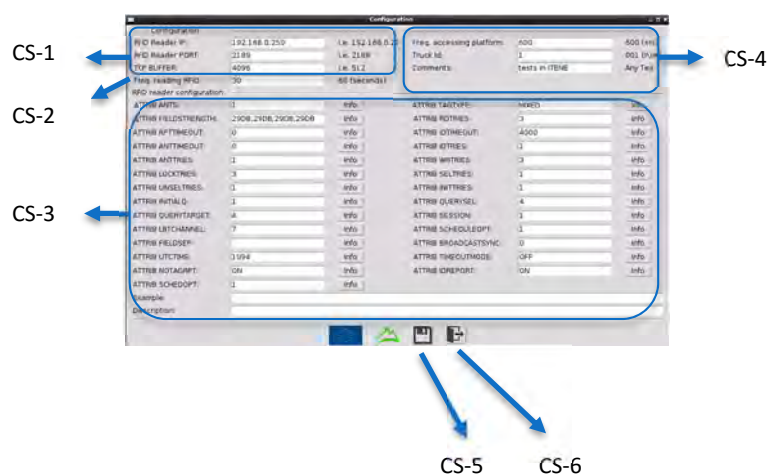 Configuration
Configuration
RFID Reader IP: 192.168.0.250 i.e. 192.168.0.20
RFID Reader PORT: 2189 i.e. 2189
TCP BUFFER: 4096 i.e. 512
Freq. reading RFID: 30 60 (seconds)
Freq. accessing platform: 600 600 (se
Truck Id: 1 001 (true
Comments: tests in ITENE Any Tex
RFID reader configuration
ATTRIB ANTS: 1 Info
ATTRIB FIELDSTRENGTH: 29DB,29DB,29DB,29DB Info
ATTRIB RFTTIMEOUT: 0 Info
ATTRIB ANTTIMEOUT: 0 Info
ATTRIB ANTTRIES: 1 Info
ATTRIB LOCKTRIES: 3 Info
ATTRIB UNSELTRIES: 1 Info
ATTRIB INITIALQ: 1 Info
ATTRIB QUERYTARGET: 4 Info
ATTRIB LBTCHANNEL: 7 Info
ATTRIB FIELDSEP: Info
ATTRIB UTCTIME: 1094 Info
ATTRIB NOTAGRPT: ON Info
ATTRIB SCHEDOPT: 1 Info
ATTRIB TAGTYPE: MIXED Info
ATTRIB RDTRIES: 3 Info
ATTRIB IDTIMEOUT: 4000 Info
ATTRIB IDTRIES: 1 Info
ATTRIB WRTRIES: 3 Info
ATTRIB SELTRIES: 1 Info
ATTRIB INITTRIES: 1 Info
ATTRIB QUERYSEL: 4 Info
ATTRIB SESSION: 1 Info
ATTRIB SCHEDULEOPT: 1 Info
ATTRIB BROADCASTSYNC: 0 Info
ATTRIB TIMEOUTMODE: OFF Info
ATTRIB IDREPORT: ON Info
Example:
Description:
CS-1
CS-2
CS-3
CS-4
CS-5
CS-6